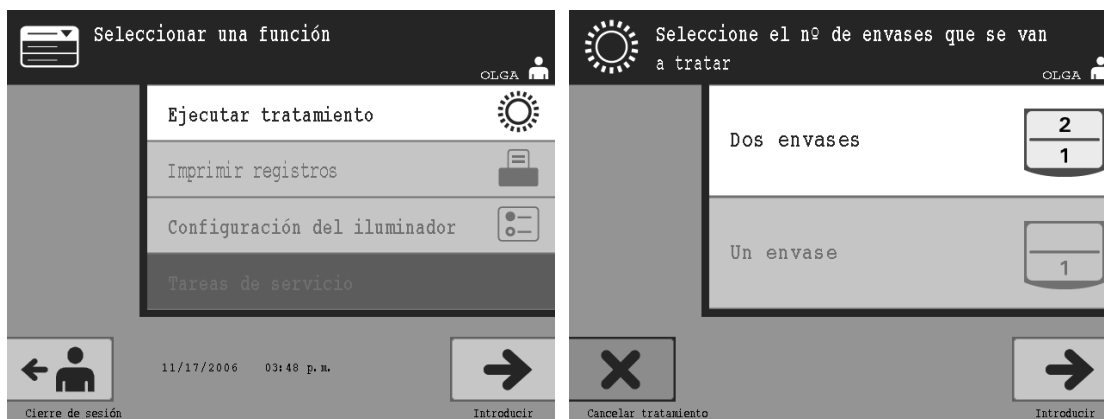 Seleccionar una función
OLGA
Ejecutar tratamiento
Imprimir registros
Configuración del iluminador
Tareas de servicio
11/17/2006 03:48 p.m.
Cierre de sesión
Introducir
Seleccione el nº de envases que se van
a tratar
OLGA
Dos envases
2
1
Un envase
1
Cancelar tratamiento
Introducir